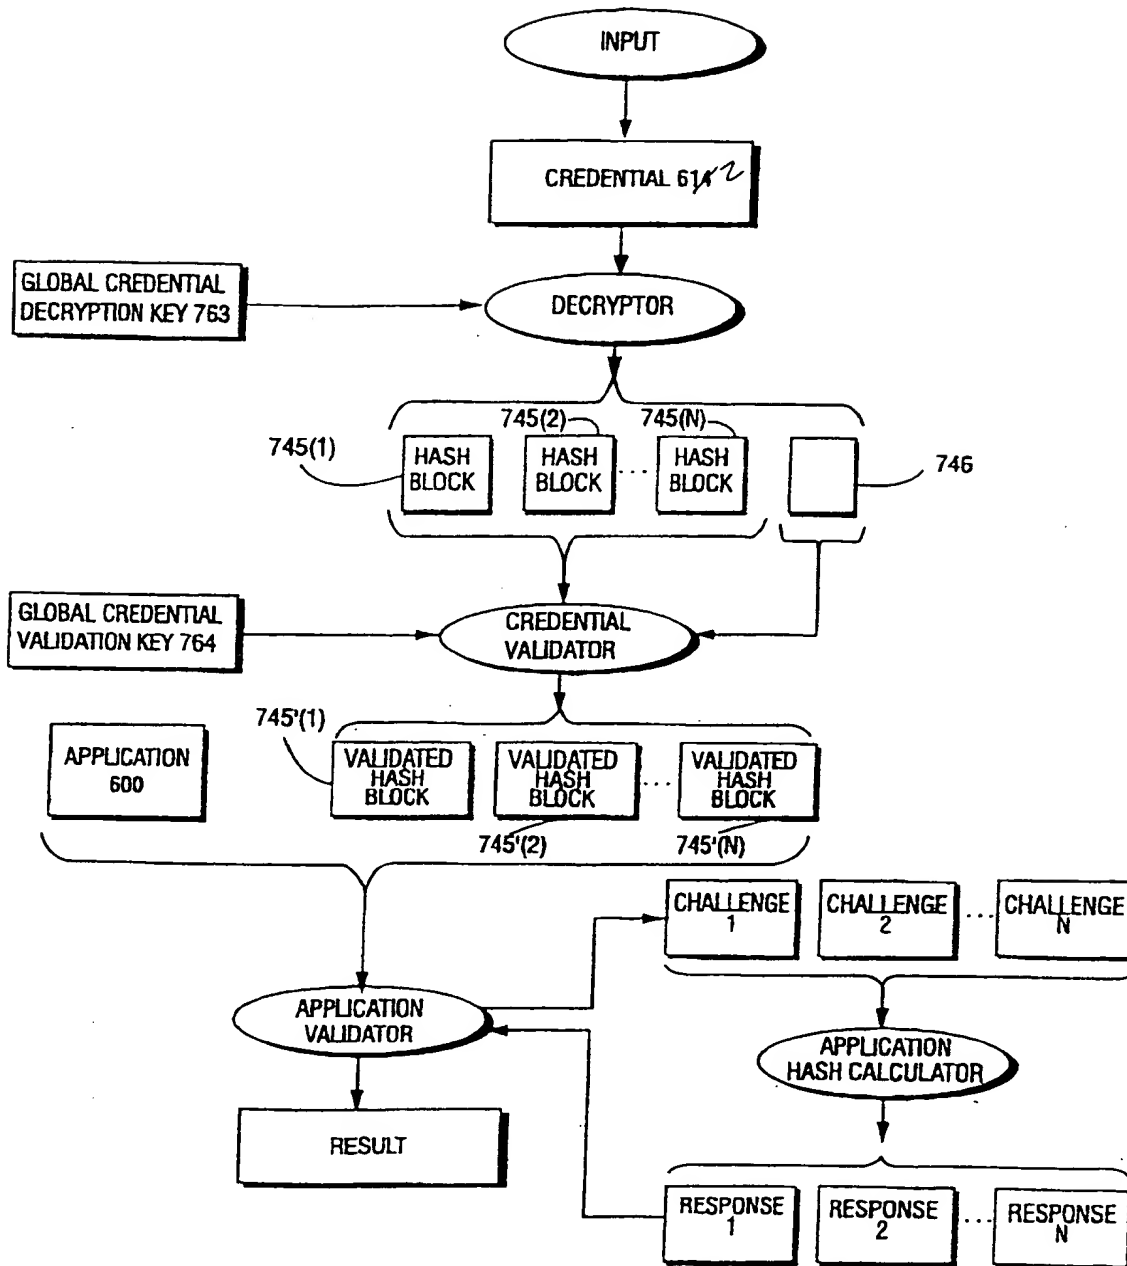 INPUT
CREDENTIAL 614 2
GLOBAL CREDENTIAL
DECRYPTION KEY 763
DECRYPTOR
745(1)
745(2)
745(N)
HASH
BLOCK
HASH
BLOCK
...
HASH
BLOCK
746
GLOBAL CREDENTIAL
VALIDATION KEY 764
CREDENTIAL
VALIDATOR
745'(1)
APPLICATION
600
VALIDATED
HASH
BLOCK
VALIDATED
HASH
BLOCK
....
VALIDATED
HASH
BLOCK
745'(2)
745'(N)
CHALLENGE
1
CHALLENGE
2
...
CHALLENGE
N
APPLICATION
VALIDATOR
APPLICATION
HASH CALCULATOR
RESULT
RESPONSE
1
RESPONSE
2
....
RESPONSE
N